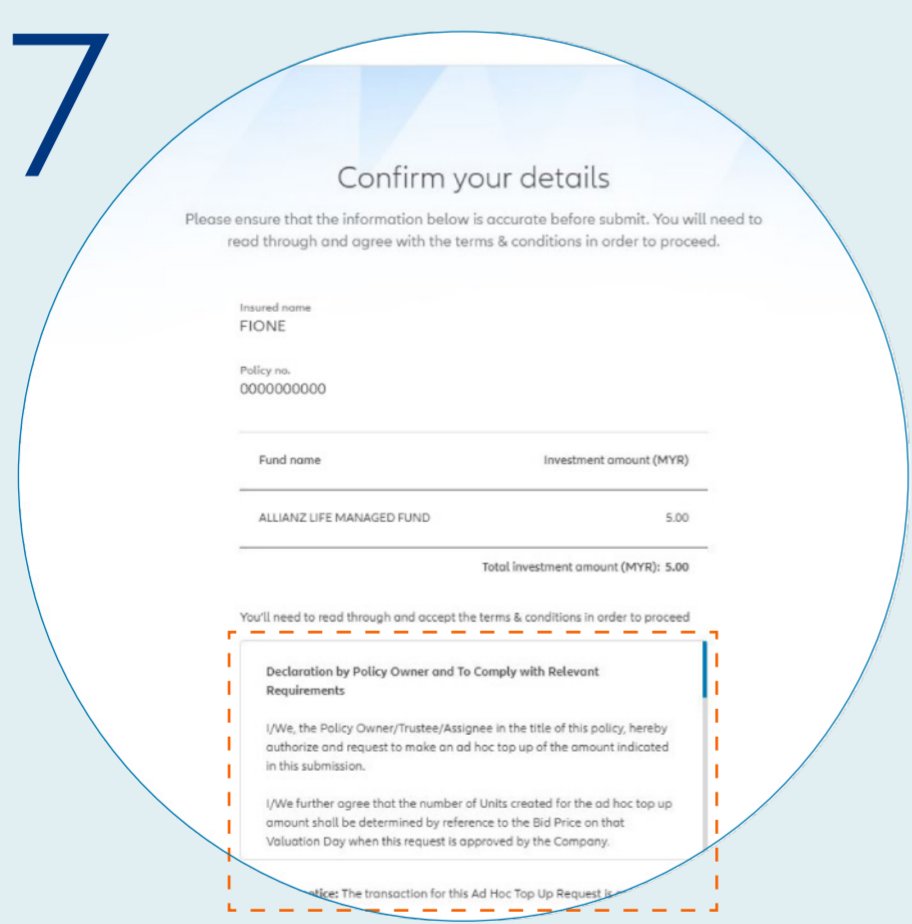 7
Confirm your details
Please ensure that the information below is accurate before submit. You will need to
read through and agree with the terms & conditions in order to proceed.
Insured name
FIONE
Policy no.
0000000000
Fund name Investment amount (MYR)
ALLIANZ LIFE MANAGED FUND 5.00
Total investment amount (MYR): 5.00
You'll need to read through and accept the terms & conditions in order to proceed
Declaration by Policy Owner and To Comply with Relevant
Requirements
I/We, the Policy Owner/Trustee/Assignee in the title of this policy, hereby
authorize and request to make an ad hoc top up of the amount indicated
in this submission.
I/We further agree that the number of Units created for the ad hoc top up
amount shall be determined by reference to the Bid Price on that
Valuation Day when this request is approved by the Company.
The transaction for this Ad Hoc Top Up Request is